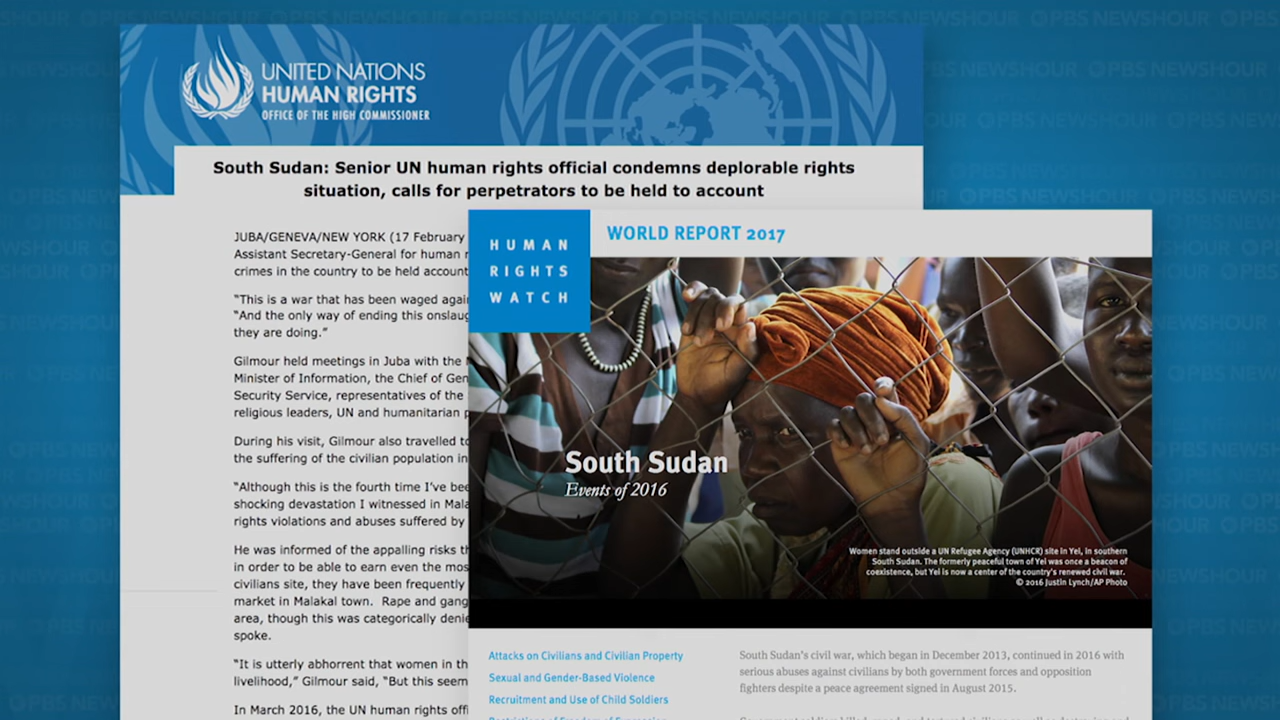 PBS NEWSHOUR
UNITED NATIONS
HUMAN RIGHTS
OFFICE OF THE HIGH COMMISSIONER
South Sudan: Senior UN human rights official condemns deplorable rights
situation, calls for perpetrators to be held to account
JUBA/GENEVA/NEW YORK (17 February
Assistant Secretary-General for human
crimes in the country to be held account
“This is a war that has been waged agai
“And the only way of ending this onslaug
they are doing.”
Gilmour held meetings in Juba with the
Minister of Information, the Chief of Gen
Security Service, representatives of the
religious leaders, UN and humanitarian
During his visit, Gilmour also travelled to
the suffering of the civilian population in
“Although this is the fourth time I’ve bee
shocking devastation I witnessed in Mala
rights violations and abuses suffered by
He was informed of the appalling risks th
in order to be able to earn even the mos
civilians site, they have been frequently
market in Malakal town. Rape and gang
area, though this was categorically denie
spoke.
“It is utterly abhorrent that women in th
livelihood,” Gilmour said, “But this seem
In March 2016, the UN human rights offi
HUMAN
RIGHTS
WATCH
WORLD REPORT 2017
South Sudan
Events of 2016
Women stand outside a UN Refugee Agency (UNHCR) site in Yei, in southern
South Sudan. The formerly peaceful town of Yei was once a beacon of
coexistence, but Yei is now a center of the country's renewed civil war.
© 2016 Justin Lynch/AP Photo
Attacks on Civilians and Civilian Property
Sexual and Gender-Based Violence
Recruitment and Use of Child Soldiers
South Sudan’s civil war, which began in December 2013, continued in 2016 with
serious abuses against civilians by both government forces and opposition
fighters despite a peace agreement signed in August 2015.